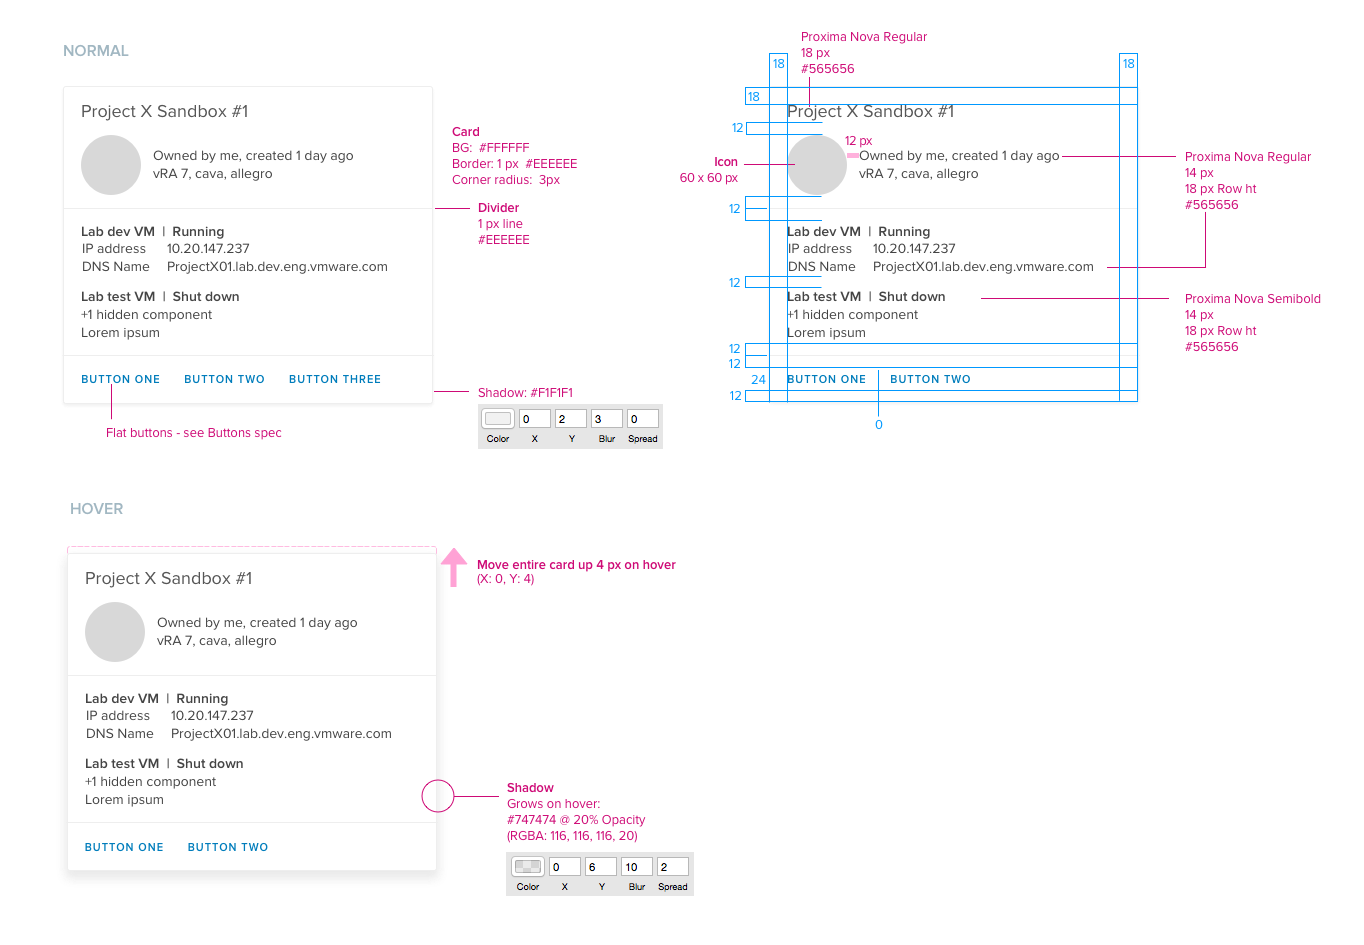 NORMAL
Project X Sandbox #1
Owned by me, created 1 day ago
vRA 7, cava, allegro
Lab dev VM | Running
IP address 10.20.147.237
DNS Name ProjectX01.lab.dev.eng.vmware.com
Lab test VM | Shut down
+1 hidden component
Lorem ipsum
BUTTON ONE BUTTON TWO BUTTON THREE
Flat buttons - see Buttons spec
Card
BG: #FFFFFF
Border: 1 px #EEEEEE
Corner radius: 3px
Divider
1 px line
#EEEEEE
Shadow: #F1F1F1
0 2 3 0
Color X Y Blur Spread
Proxima Nova Regular
18 px
#565656
18 18
18
Project X Sandbox #1
12
12 px
Icon
60 x 60 px
Owned by me, created 1 day ago
vRA 7, cava, allegro
Proxima Nova Regular
14 px
18 px Row ht
#565656
12
Lab dev VM | Running
IP address 10.20.147.237
DNS Name ProjectX01.lab.dev.eng.vmware.com
12
Lab test VM | Shut down
+1 hidden component
Lorem ipsum
Proxima Nova Semibold
14 px
18 px Row ht
#565656
12
12
24 BUTTON ONE BUTTON TWO
12
0
HOVER
Project X Sandbox #1
Owned by me, created 1 day ago
vRA 7, cava, allegro
Lab dev VM | Running
IP address 10.20.147.237
DNS Name ProjectX01.lab.dev.eng.vmware.com
Lab test VM | Shut down
+1 hidden component
Lorem ipsum
BUTTON ONE BUTTON TWO
Move entire card up 4 px on hover
(X: 0, Y: 4)
Shadow
Grows on hover:
#747474 @ 20% Opacity
(RGBA: 116, 116, 116, 20)
0 6 10 2
Color X Y Blur Spread